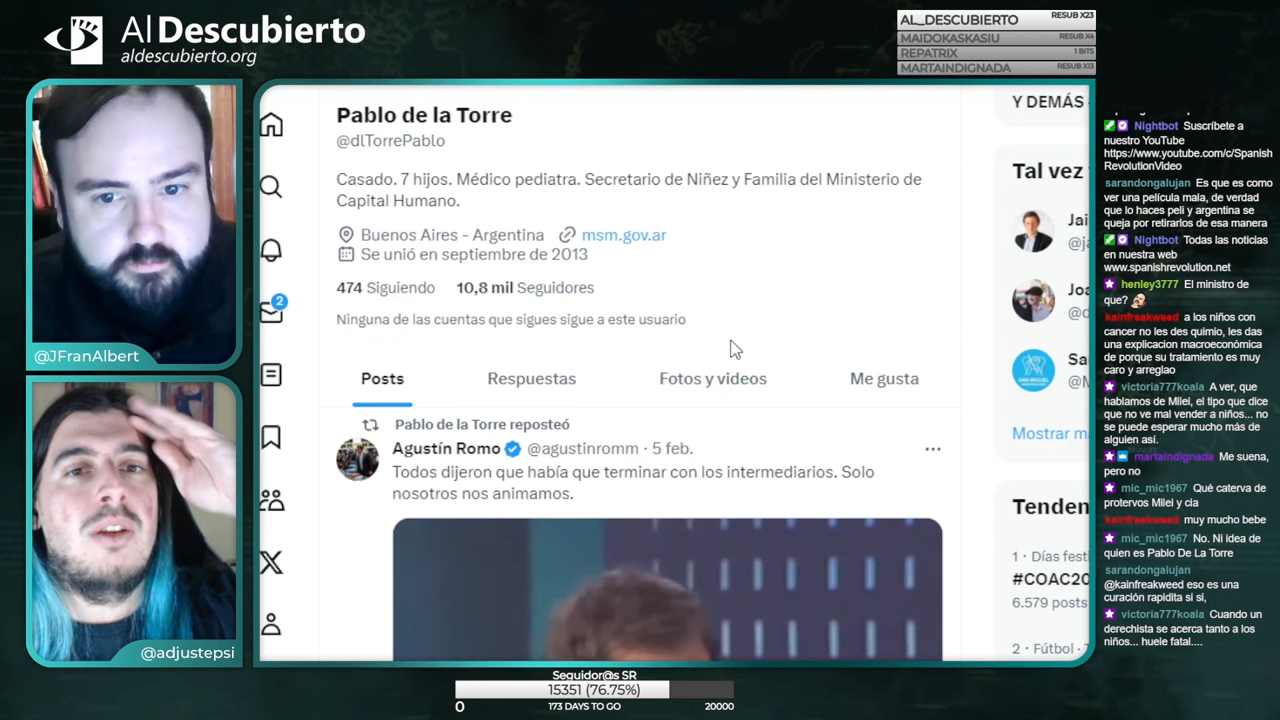 Al Descubierto
aldescubierto.org
AL_DESCUBIERTO RESUB X23
MAIDOKASKASIU RESUB X4
REPATRIX 1 BITS
MARTAINDIGNADA RESUB X13
@JFranAlbert
@adjustepsi
Pablo de la Torre
@dlTorrePablo
Casado. 7 hijos. Médico pediatra. Secretario de Niñez y Familia del Ministerio de
Capital Humano.
Buenos Aires - Argentina msm.gov.ar
Se unió en septiembre de 2013
474 Siguiendo 10,8 mil Seguidores
Ninguna de las cuentas que sigues sigue a este usuario
2
Posts Respuestas Fotos y videos Me gusta
Pablo de la Torre reposteó
Agustín Romo @agustinromm · 5 feb.
Todos dijeron que había que terminar con los intermediarios. Solo
nosotros nos animamos.
Y DEMÁS
Tal vez
Jai
@ja
Joa
@d
SAN MIGUEL
Sa
@M
Mostrar m
Tenden
1 · Días fest
#COAC20
6.579 posts
2 · Fútbol ·
Nightbot Suscríbete a
nuestro YouTube
https://www.youtube.com/c/Spanish
RevolutionVideo
sarandongalujan Es que es como
ver una película mala, de verdad
que lo haces peli y argentina se
queja por retirarlos de esa manera
Nightbot Todas las noticias
en nuestra web
www.spanishrevolution.net
henley3777 El ministro de
que?
kainfreakweed a los niños con
cancer no les des quimio, les das
una explicacion macroeconómica
de porque su tratamiento es muy
caro y arreglao
victoria777koala A ver, que
hablamos de Milei, el tipo que dice
que no ve mal vender a niños... no
se puede esperar mucho más de
alguien así.
martaindignada Me suena,
pero no
mic_mic1967 Qué caterva de
protervos Milei y cia
kainfreakweed muy mucho bebe
mic_mic1967 No. Ni idea de
quien es Pablo De La Torre
sarandongalujan
@kainfreakweed eso es una
curación rapidita si si,
victoria777koala Cuando un
derechista se acerca tanto a los
niños... huele fatal....
Seguidor@s SR
15351 (76.75%)
0 173 DAYS TO GO 20000